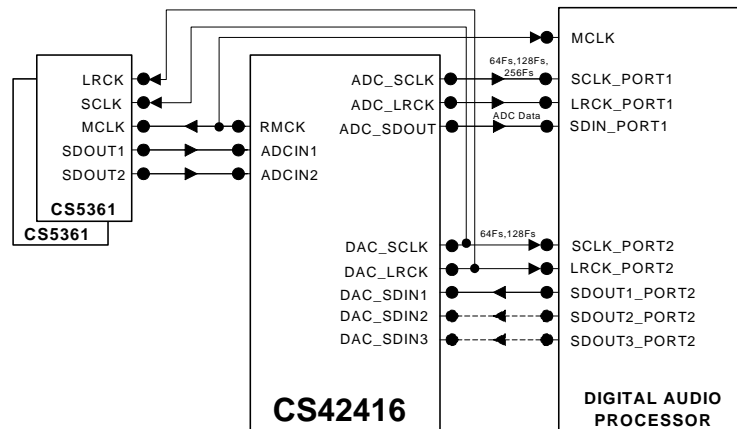 LRCK
SCLK
MCLK
SDOUT1
SDOUT2
CS5361
CS5361
RMCK
ADCIN1
ADCIN2
ADC_SCLK
ADC_LRCK
ADC_SDOUT
DAC_SCLK
DAC_LRCK
DAC_SDIN1
DAC_SDIN2
DAC_SDIN3
CS42416
64Fs,128Fs,
256Fs
ADC Data
64Fs,128Fs
MCLK
SCLK_PORT1
LRCK_PORT1
SDIN_PORT1
SCLK_PORT2
LRCK_PORT2
SDOUT1_PORT2
SDOUT2_PORT2
SDOUT3_PORT2
DIGITAL AUDIO
PROCESSOR